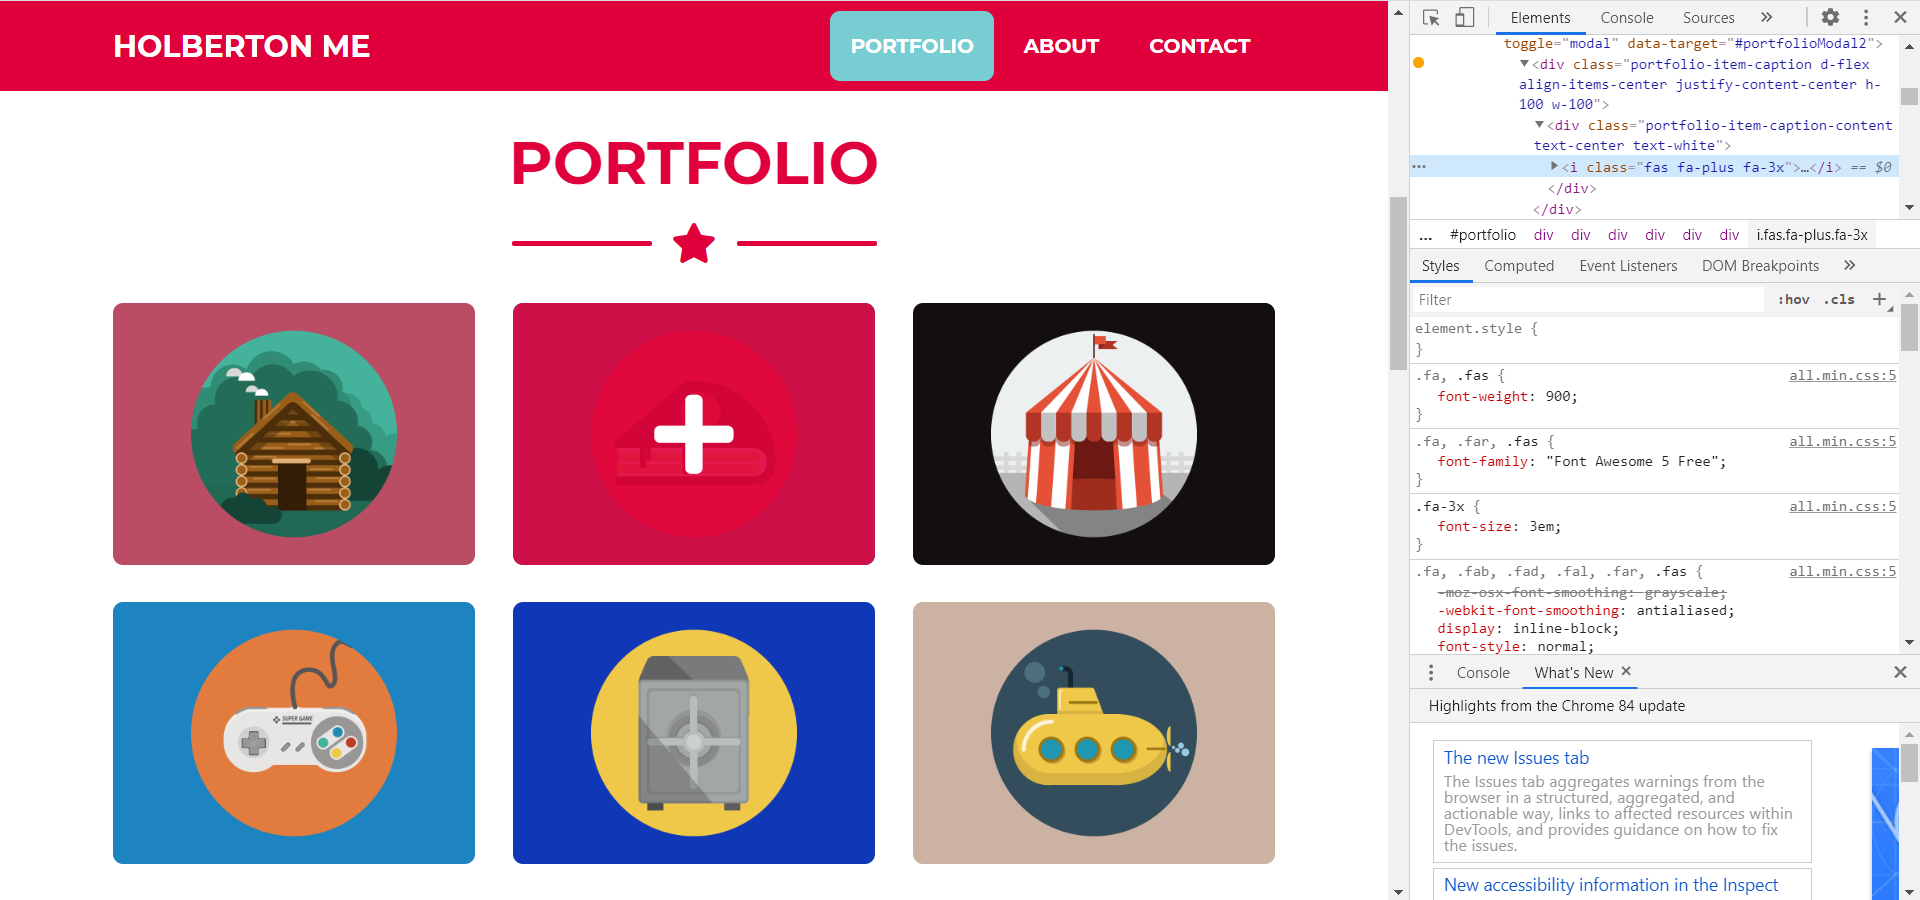 HOLBERTON ME
PORTFOLIO ABOUT CONTACT
PORTFOLIO
SUPER GAME
Elements Console Sources »
toggle="modal" data-target="#portfolioModal2">
▼<div class="portfolio-item-caption d-flex
align-items-center justify-content-center h-
100 w-100">
▼<div class="portfolio-item-caption-content
text-center text-white">
… ▶<i class="fas fa-plus fa-3x">…</i> == $0
</div>
</div>
... #portfolio div div div div div div i.fas.fa-plus.fa-3x
Styles Computed Event Listeners DOM Breakpoints »
Filter :hov .cls +
element.style {
}
.fa, .fas { all.min.css:5
font-weight: 900;
}
.fa, .far, .fas { all.min.css:5
font-family: "Font Awesome 5 Free";
}
.fa-3x { all.min.css:5
font-size: 3em;
}
.fa, .fab, .fad, .fal, .far, .fas { all.min.css:5
-moz-osx-font-smoothing: grayscale;
-webkit-font-smoothing: antialiased;
display: inline-block;
font-style: normal;
Console What's New ×
Highlights from the Chrome 84 update
The new Issues tab
The Issues tab aggregates warnings from the
browser in a structured, aggregated, and
actionable way, links to affected resources within
DevTools, and provides guidance on how to fix
the issues.
New accessibility information in the Inspect